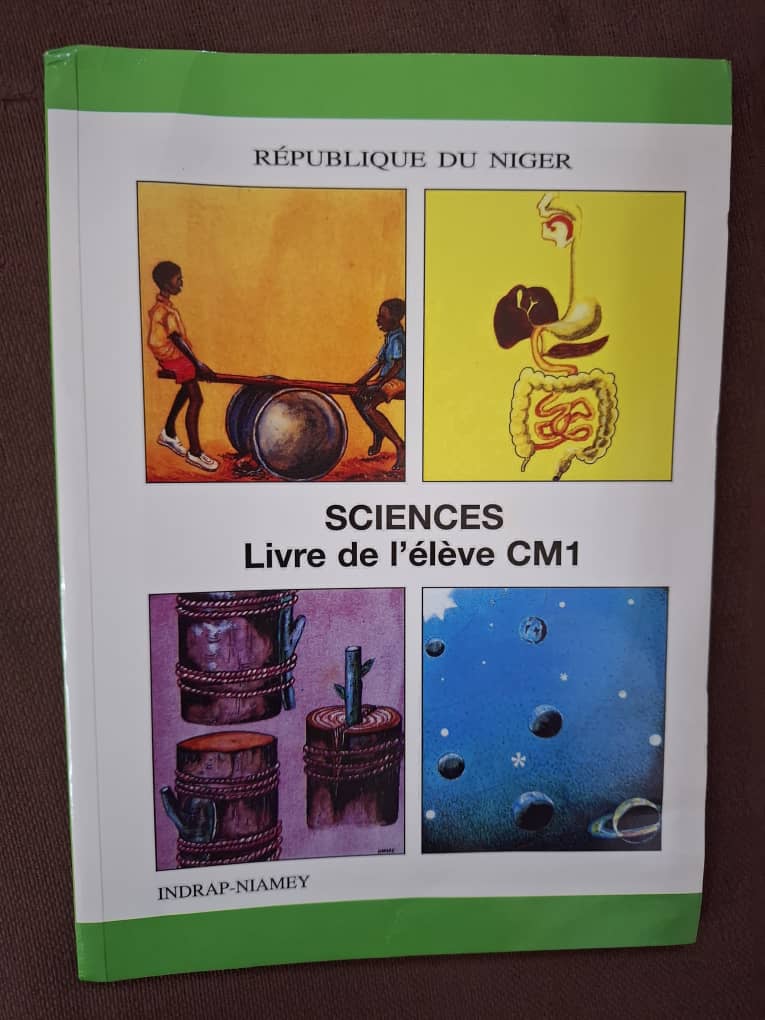 RÉPUBLIQUE DU NIGER
SCIENCES
Livre de l'élève CM1
INDRAP-NIAMEY